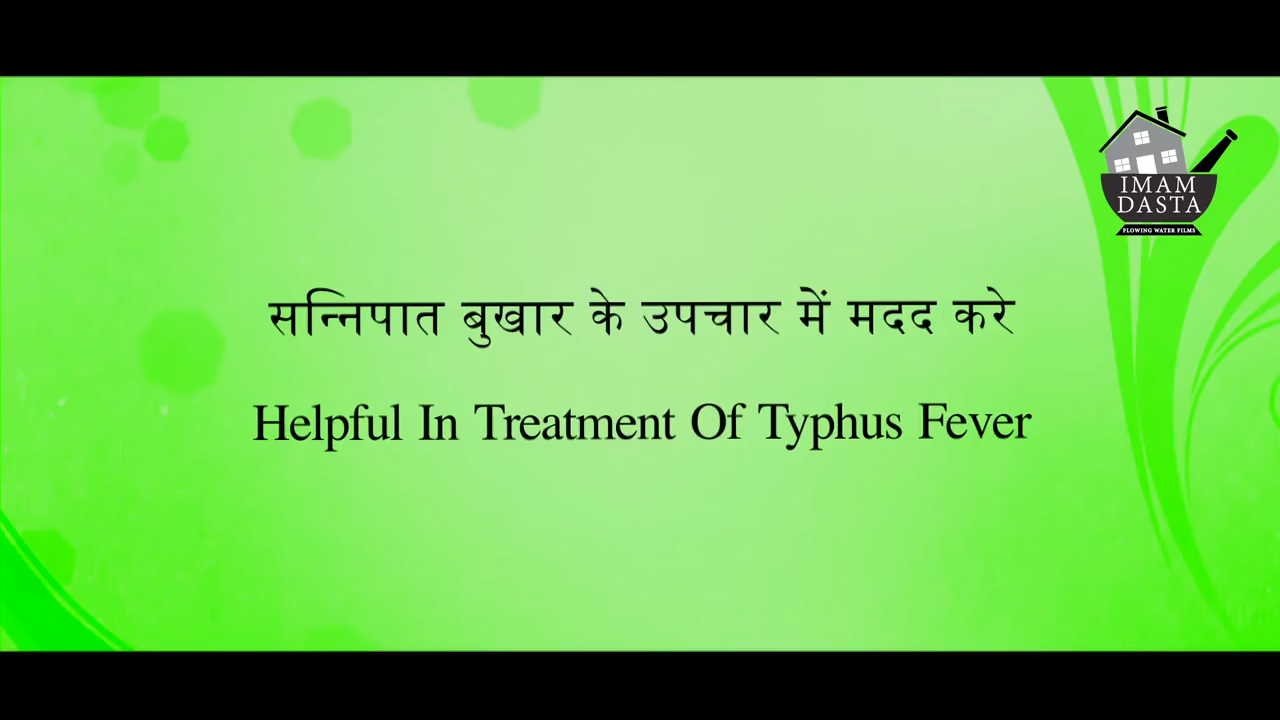 IMAM
DASTA
FLOWING WATER FILMS
सन्निपात बुखार के उपचार में मदद करे
Helpful In Treatment Of Typhus Fever